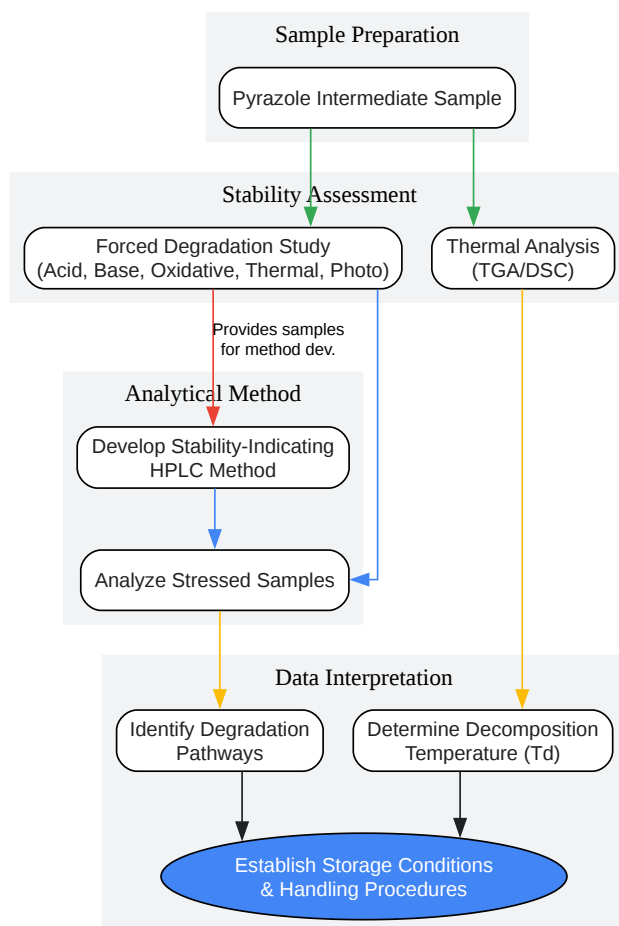 Sample Preparation
Pyrazole Intermediate Sample
Stability Assessment
Forced Degradation Study
(Acid, Base, Oxidative, Thermal, Photo)
Thermal Analysis
(TGA/DSC)
Provides samples
for method dev.
Analytical Method
Develop Stability-Indicating
HPLC Method
Analyze Stressed Samples
Data Interpretation
Identify Degradation
Pathways
Determine Decomposition
Temperature (Td)
Establish Storage Conditions
& Handling Procedures